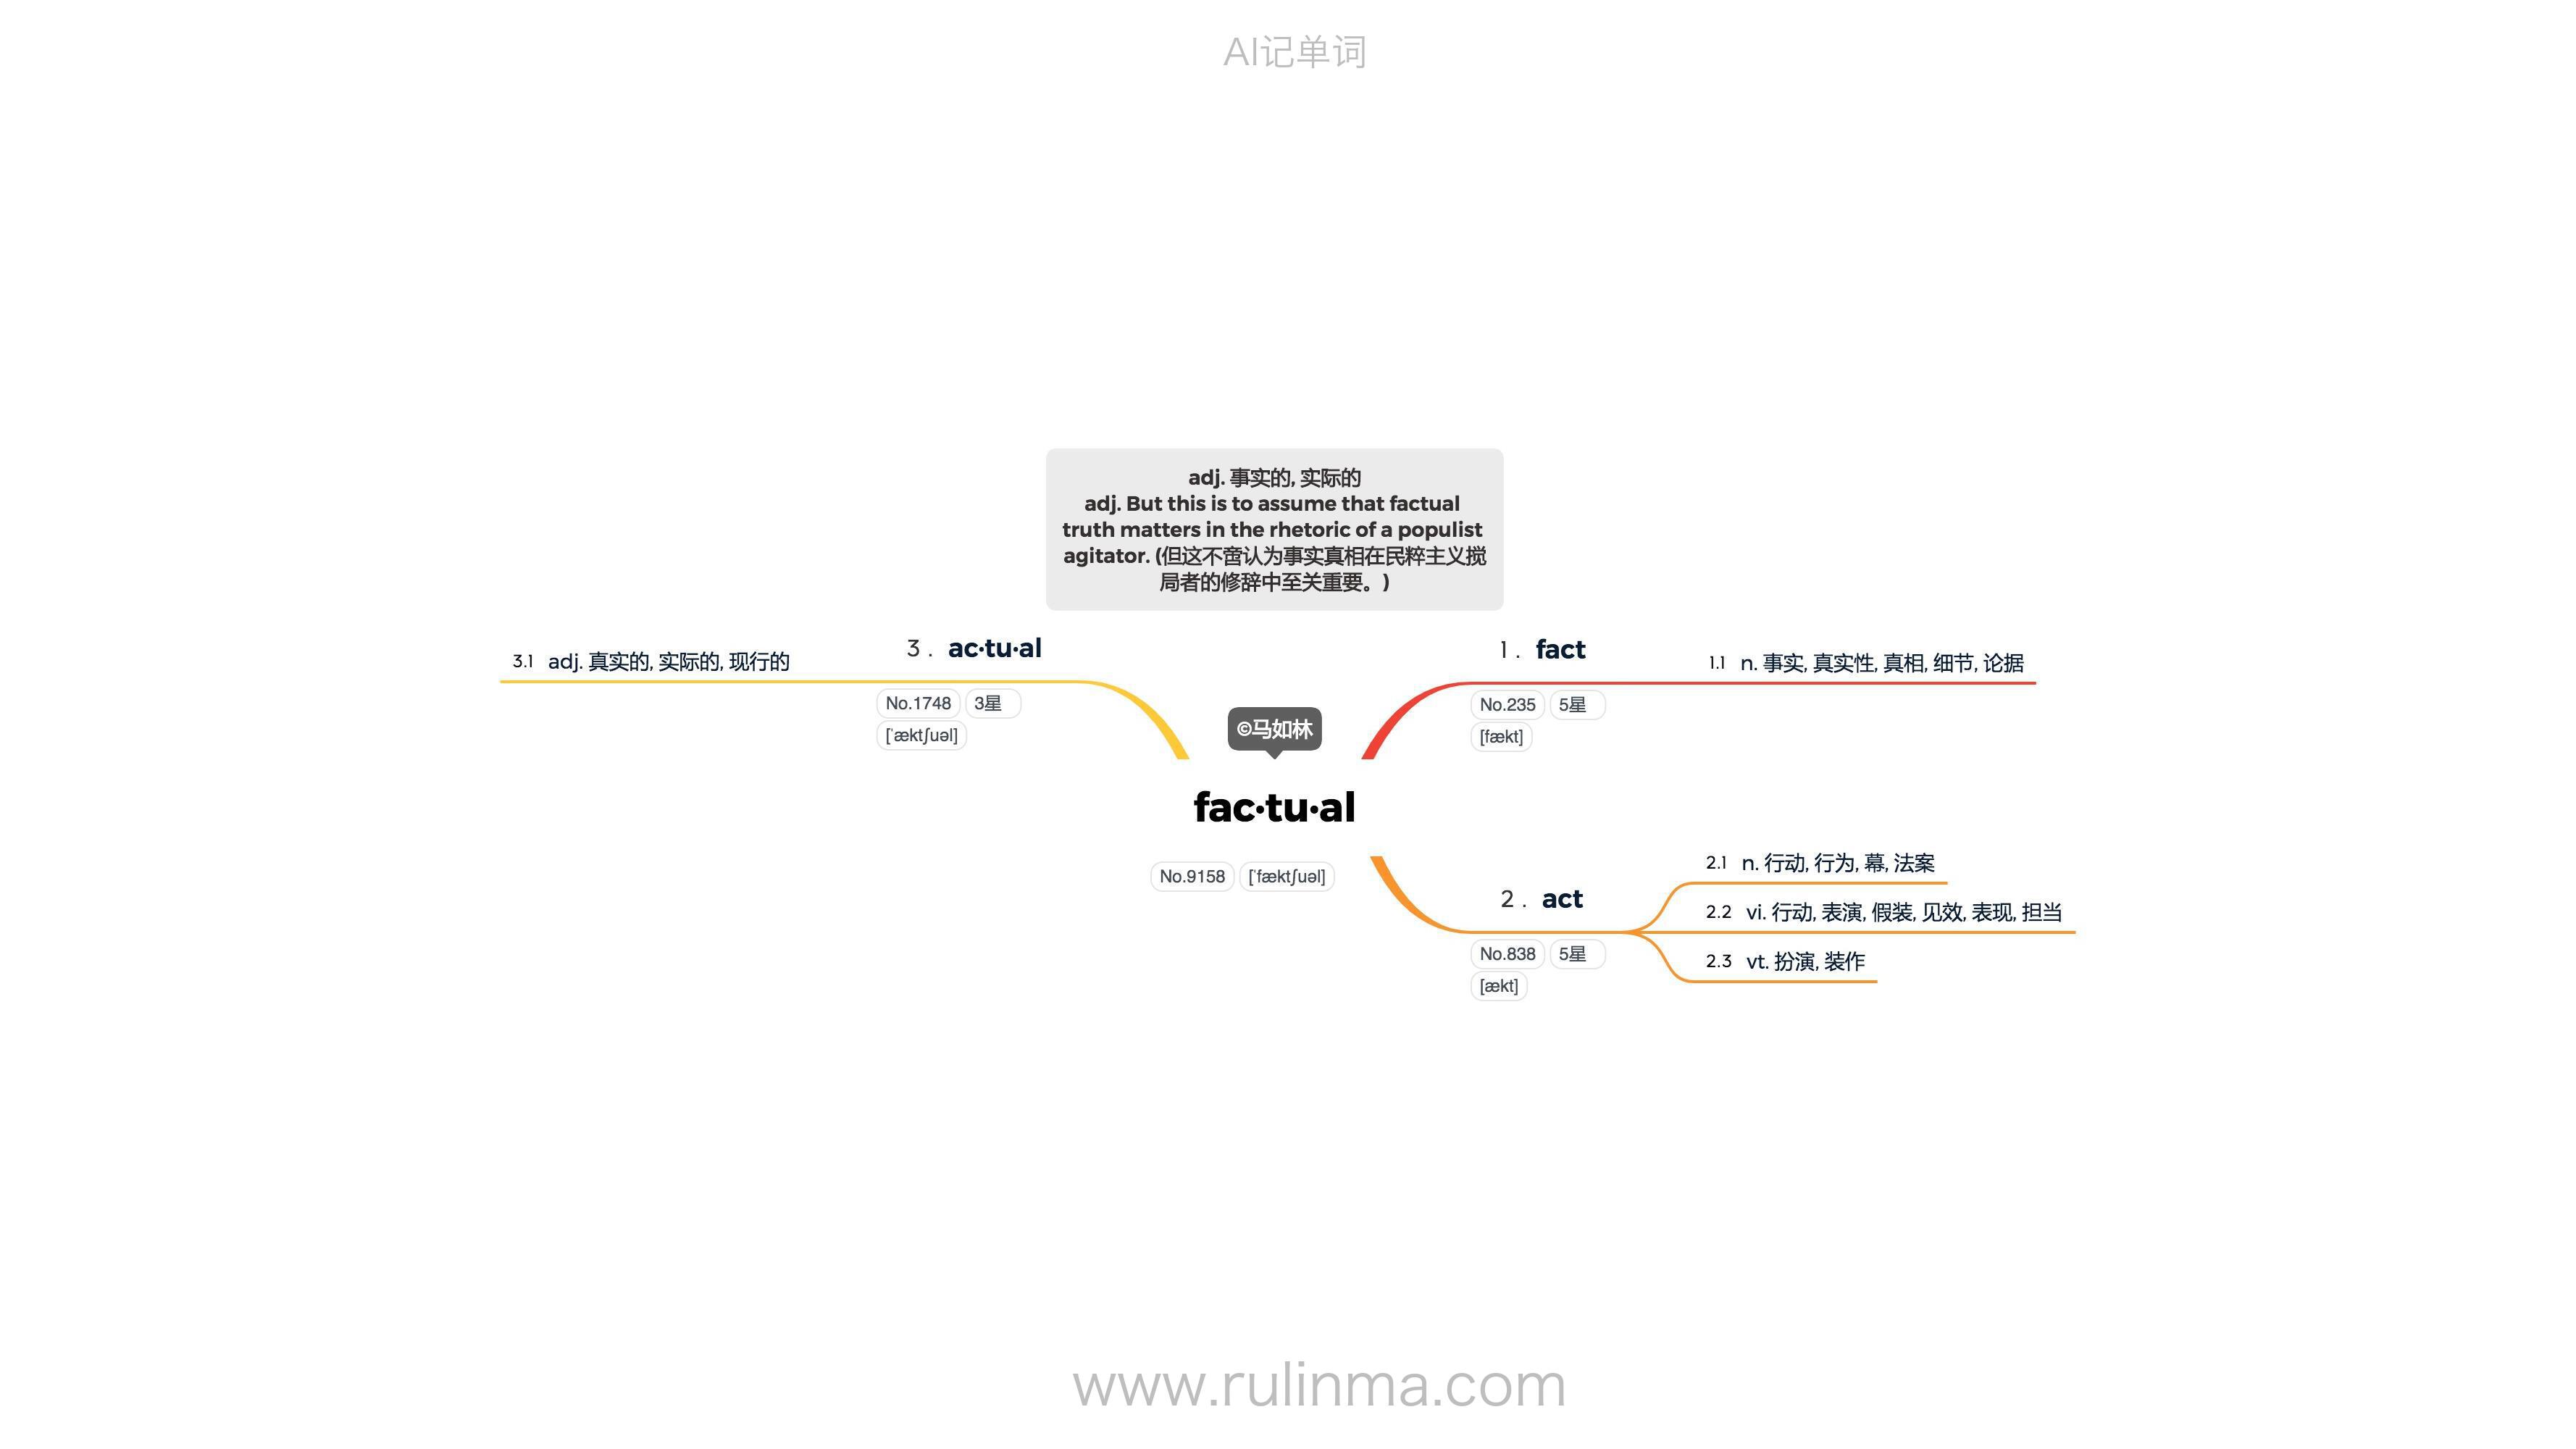 AI记单词
adj. 事实的, 实际的
adj. But this is to assume that factual
truth matters in the rhetoric of a populist
agitator. (但这不啻认为事实真相在民粹主义搅
局者的修辞中至关重要。)
3 . ac·tu·al
3.1 adj. 真实的, 实际的, 现行的
No.1748 3星
[ˈæktʃuəl]
1 . fact
1.1 n. 事实, 真实性, 真相, 细节, 论据
No.235 5星
[fækt]
©马如林
fac·tu·al
No.9158 [ˈfæktʃuəl]
2 . act
No.838 5星
[ækt]
2.1 n. 行动, 行为, 幕, 法案
2.2 vi. 行动, 表演, 假装, 见效, 表现, 担当
2.3 vt. 扮演, 装作
www.rulinma.com